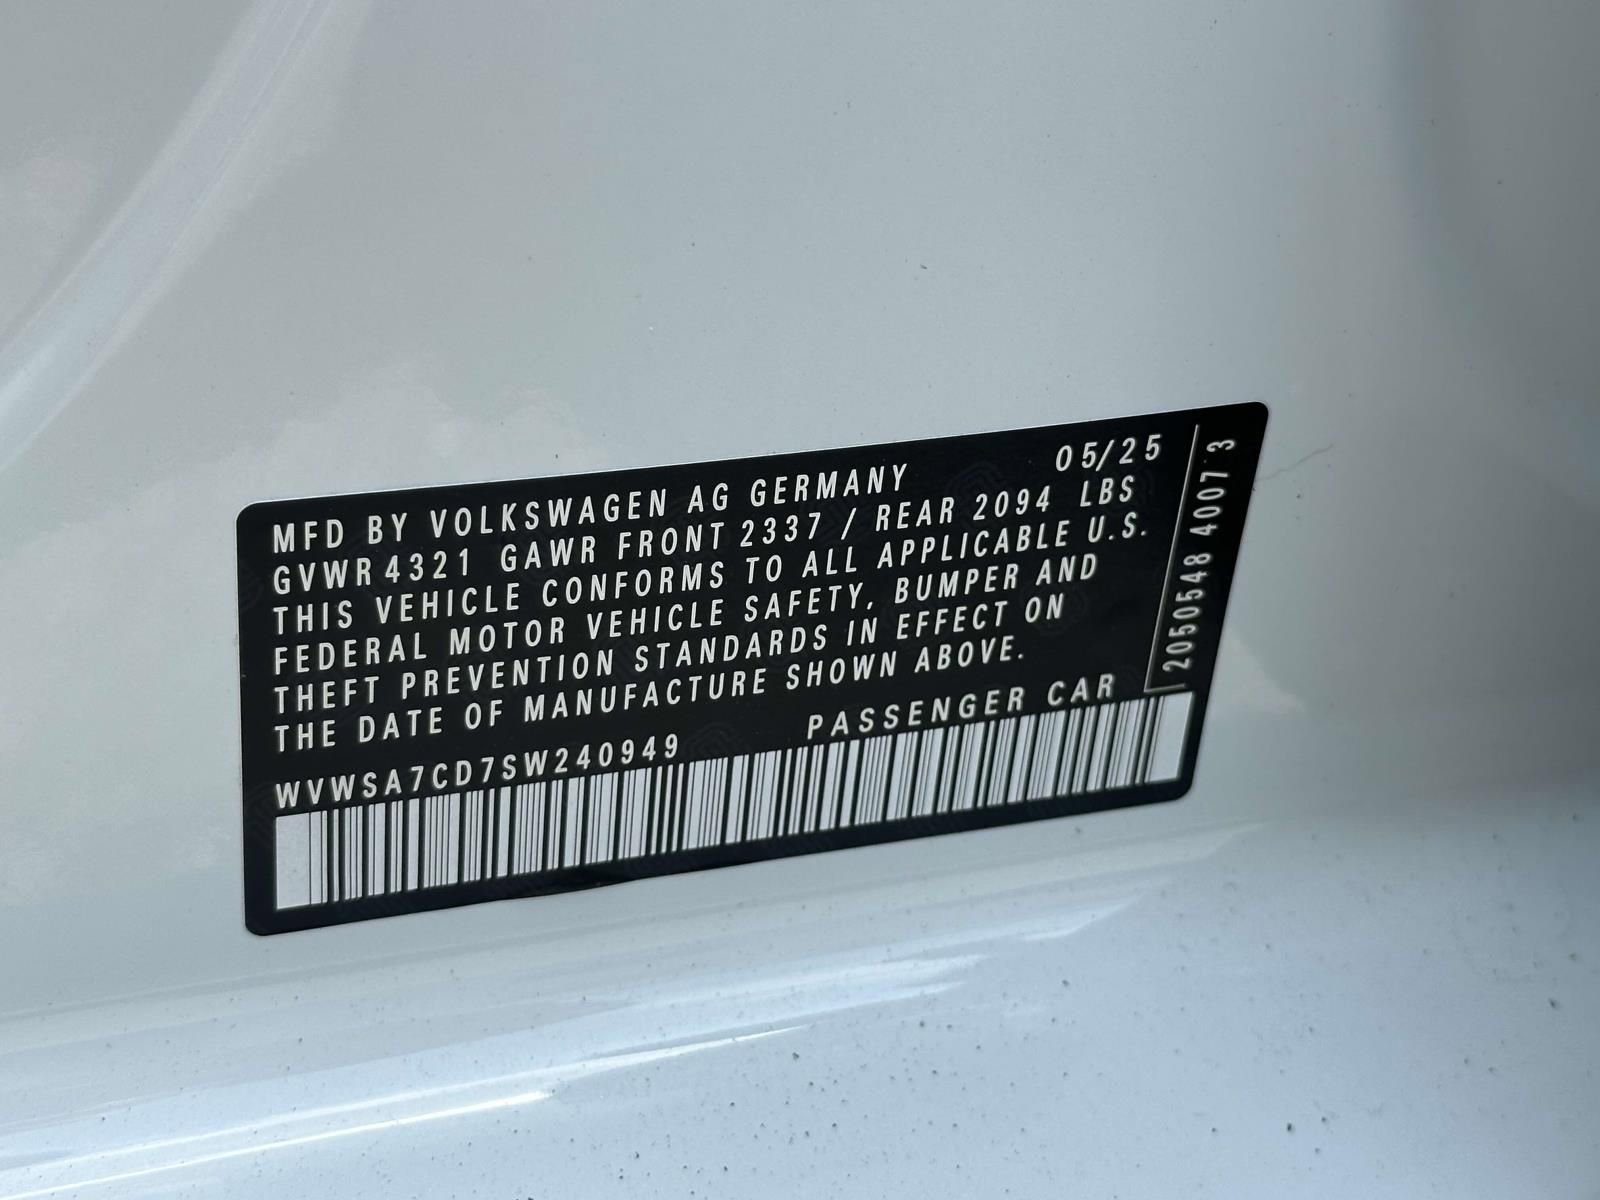 MFD BY VOLKSWAGEN AG GERMANY 05/25
GVWR 4321 GAWR FRONT 2337 / REAR 2094 LBS
THIS VEHICLE CONFORMS TO ALL APPLICABLE U.S.
FEDERAL MOTOR VEHICLE SAFETY, BUMPER AND
THEFT PREVENTION STANDARDS IN EFFECT ON
THE DATE OF MANUFACTURE SHOWN ABOVE.
WVWSA7CD7SW240949 PASSENGER CAR
2050548 4007 3